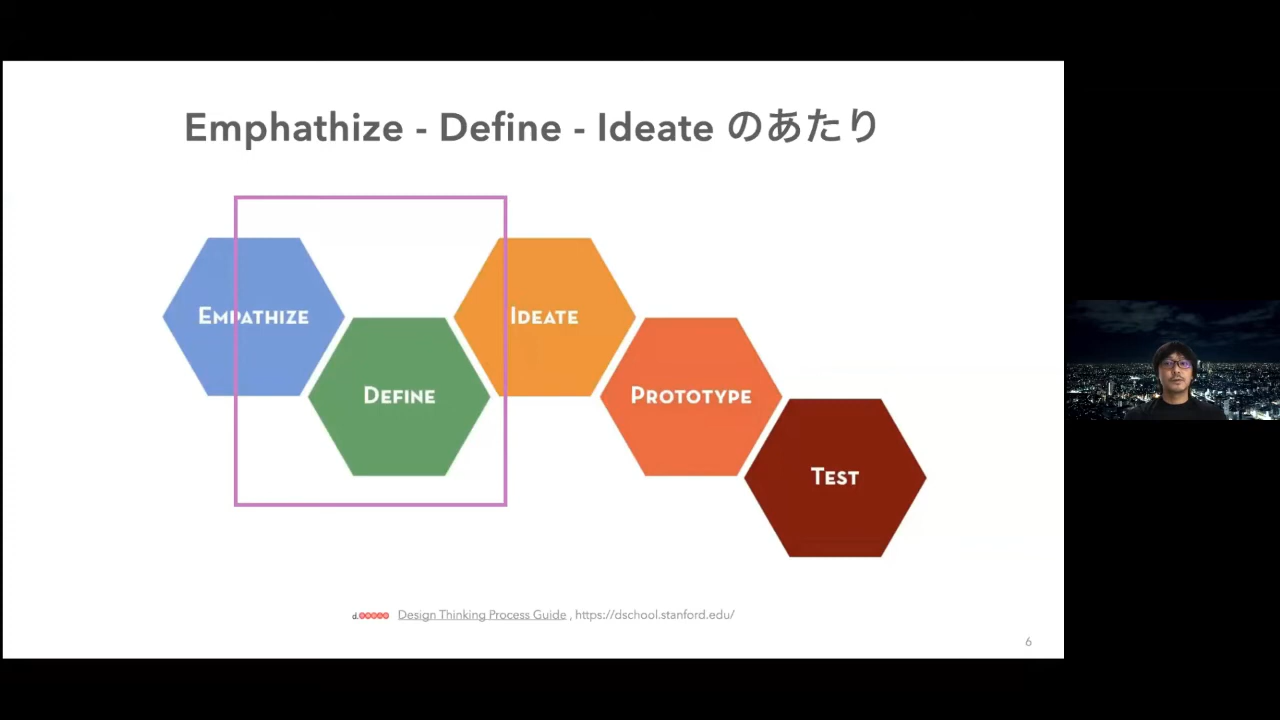 Emphathize - Define - Ideate のあたり
EMPATHIZE
IDEATE
DEFINE
PROTOTYPE
TEST
Design Thinking Process Guide , https://dschool.stanford.edu/
6